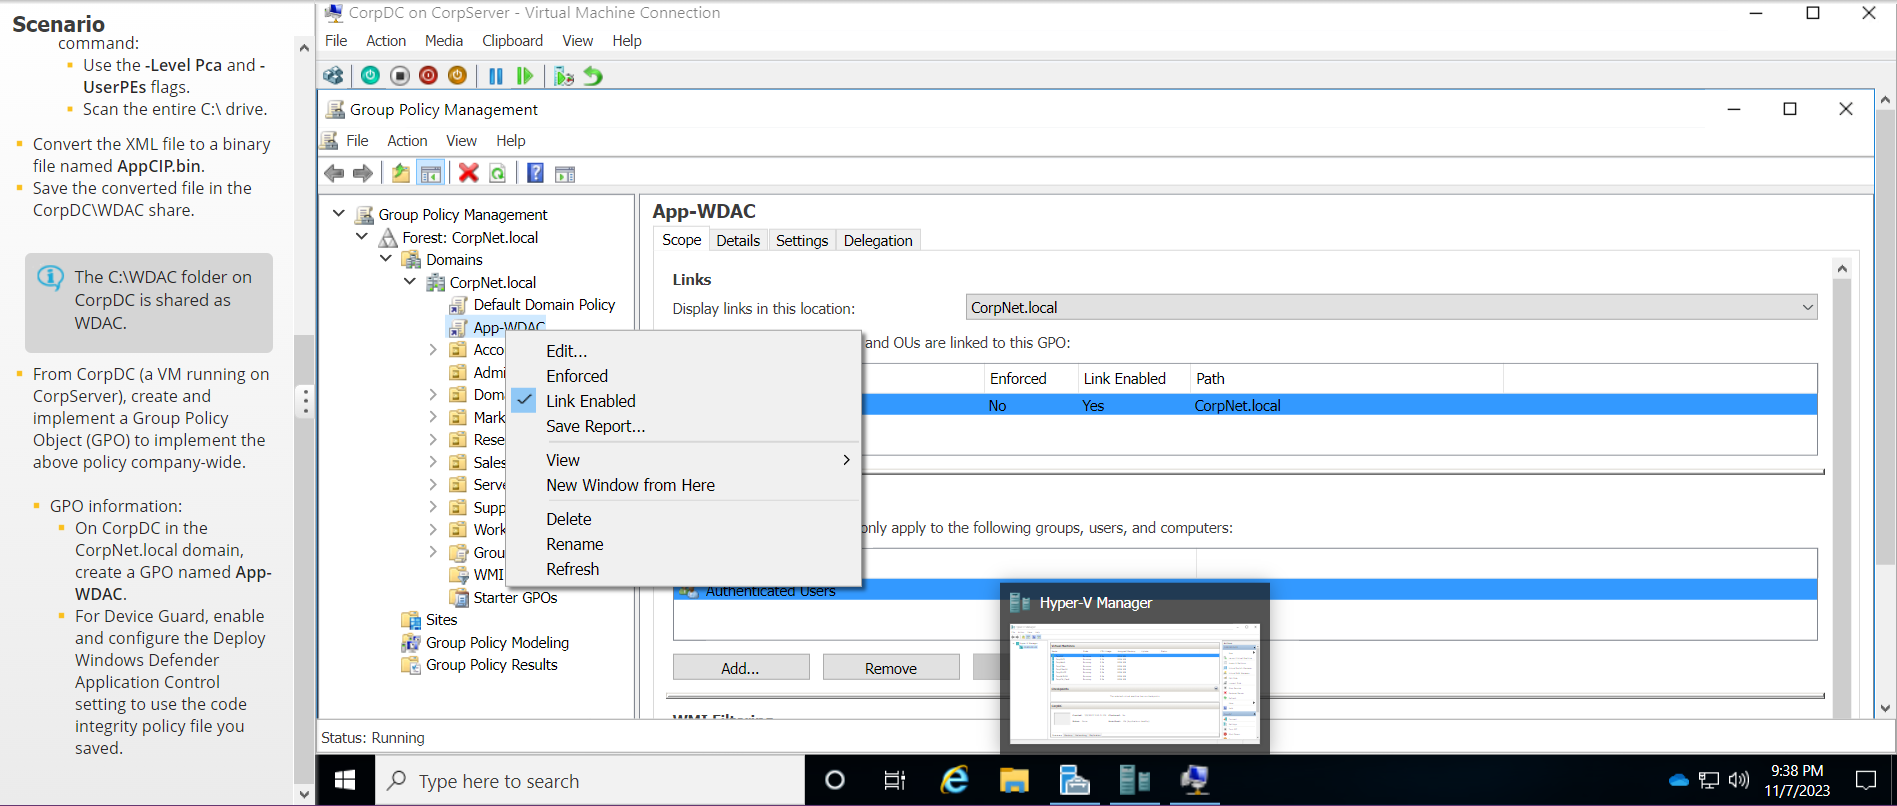 Scenario
command:
Use the -Level Pca and -
UserPEs flags.
Scan the entire C:\ drive.
Convert the XML file to a binary
file named AppCIP.bin.
Save the converted file in the
CorpDC\WDAC share.
The C:\WDAC folder on
CorpDC is shared as
WDAC.
From CorpDC (a VM running on
CorpServer), create and
implement a Group Policy
Object (GPO) to implement the
above policy company-wide.
GPO information:
On CorpDC in the
CorpNet.local domain,
create a GPO named App-
WDAC.
For Device Guard, enable
and configure the Deploy
Windows Defender
Application Control
setting to use the code
integrity policy file you
saved.
CorpDC on CorpServer - Virtual Machine Connection
File Action Media Clipboard View Help
Group Policy Management
File Action View Help
Group Policy Management
Forest: CorpNet.local
Domains
CorpNet.local
Default Domain Policy
App-WDAC
Acco
Admi
Dom
Mark
Rese
Sales
Serve
Supp
Work
Grou
WMI
Starter GPOs
Sites
Group Policy Modeling
Group Policy Results
Edit...
Enforced
Link Enabled
Save Report...
View
New Window from Here
Delete
Rename
Refresh
App-WDAC
Scope Details Settings Delegation
Links
Display links in this location: CorpNet.local
and OUs are linked to this GPO:
Enforced Link Enabled Path
No Yes CorpNet.local
only apply to the following groups, users, and computers:
Authenticated Users
Add... Remove
WMI Filtering
Hyper-V Manager
Status: Running
Type here to search
9:38 PM
11/7/2023